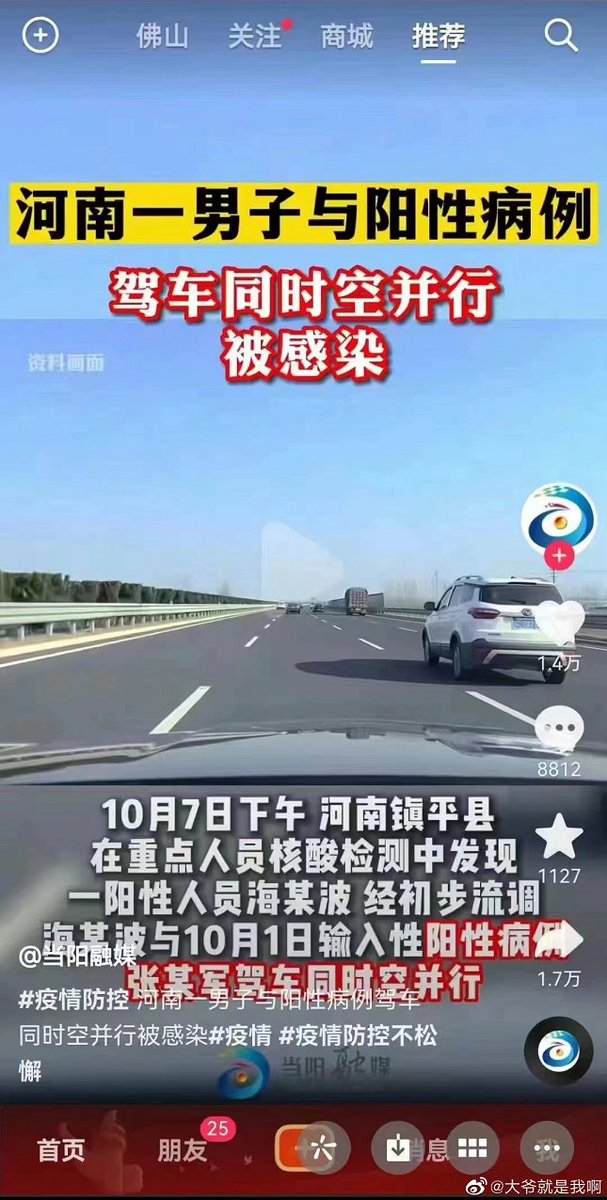 佛山 关注 商城 推荐
河南一男子与阳性病例
驾车同时空并行
被感染
资料画面
1.4万
8812
10月7日下午 河南镇平县
在重点人员核酸检测中发现
1127
一阳性人员海某波 经初步流调
海某波与10月1日输入性阳性病例
@当阳融媒
张某军驾车同时空并行
1.7万
#疫情防控 河南一男子与阳性病例驾车
同时空并行被感染#疫情 #疫情防控不松
懈
当阳融媒
首页 朋友 25 消息 我
@大爷就是我啊